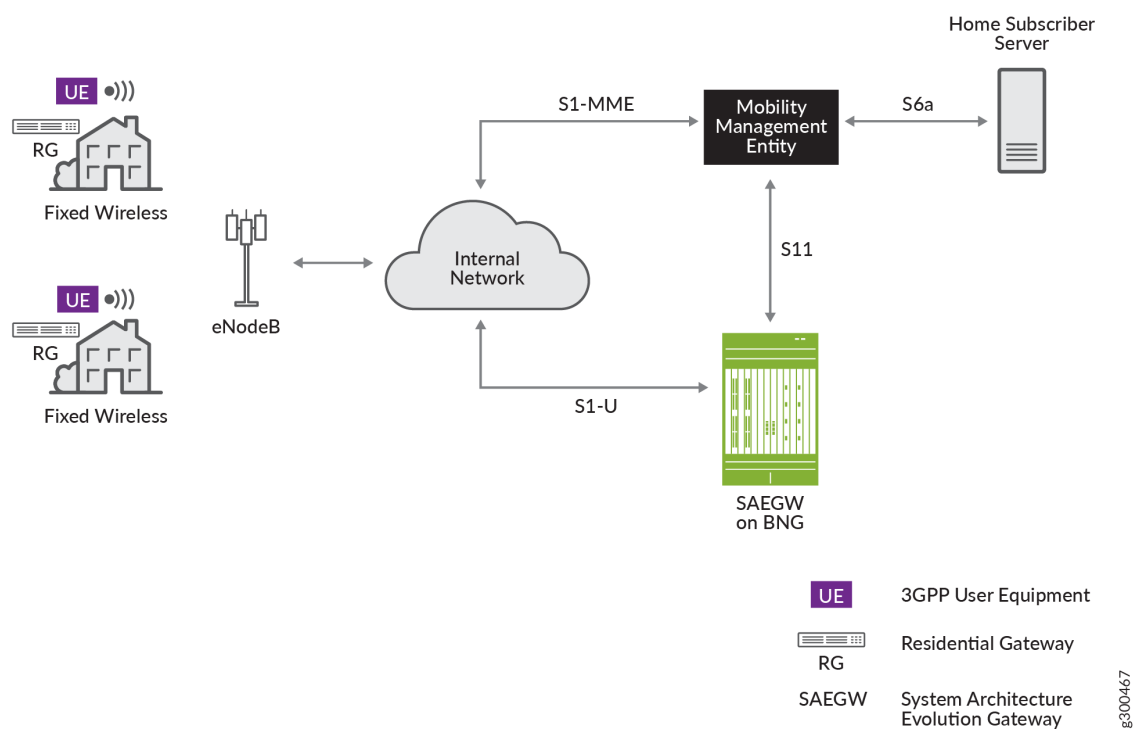 Home Subscriber
Server
UE
RG
Fixed Wireless
S1-MME
Mobility
Management
Entity
S6a
eNodeB
Internal
Network
S11
UE
RG
Fixed Wireless
S1-U
SAEGW
on BNG
UE
3GPP User Equipment
RG
Residential Gateway
SAEGW
System Architecture
Evolution Gateway
g300467